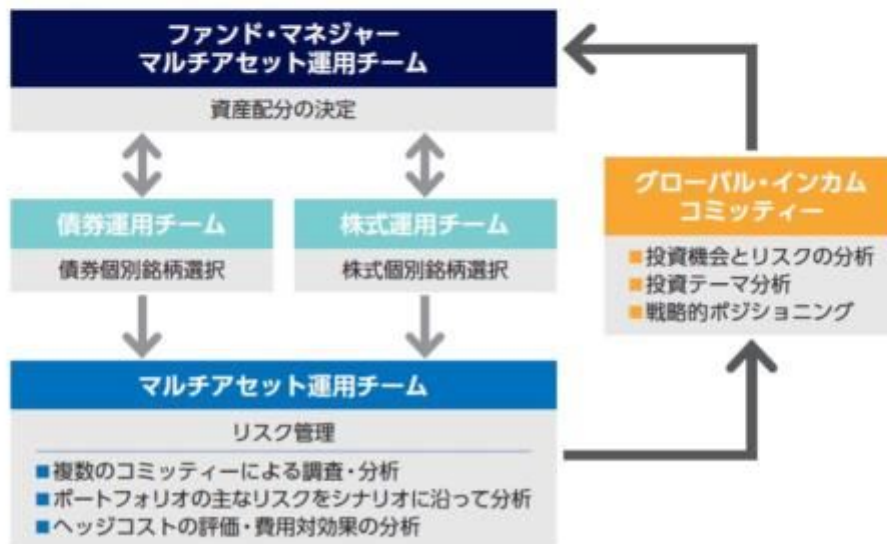 ファンド・マネジャー
マルチアセット運用チーム
資産配分の決定
債券運用チーム
債券個別銘柄選択
株式運用チーム
株式個別銘柄選択
マルチアセット運用チーム
リスク管理
■複数のコミッティーによる調査・分析
■ポートフォリオの主なリスクをシナリオに沿って分析
■ヘッジコストの評価・費用対効果の分析
グローバル・インカム
コミッティー
■投資機会とリスクの分析
■投資テーマ分析
■戦略的ポジショニング